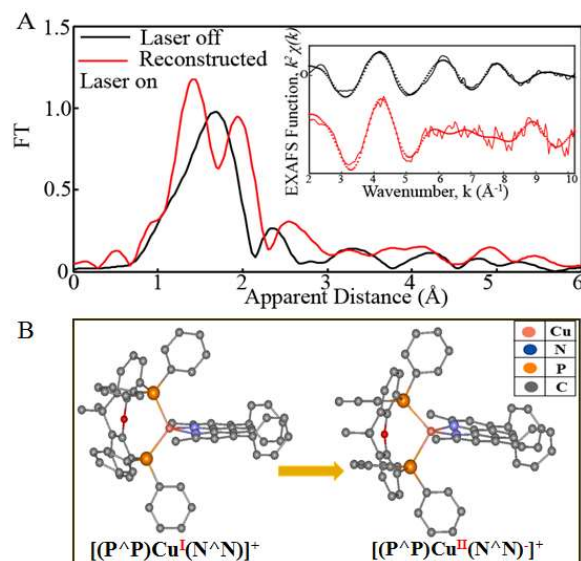 A
1.5
1.0
0.5
0
FT
Laser off
Reconstructed
Laser on
EXAFS Function, k² χ(k)
0
2 3 4 5 6 7 8 9 10
Wavenumber, k (Å⁻¹)
0 1 2 3 4 5 6
Apparent Distance (Å)
B
Cu
N
P
C
[(P^P)Cuᴵ(N^N)]⁺
[(P^P)Cuᴵᴵ(N^N)⁻]⁺